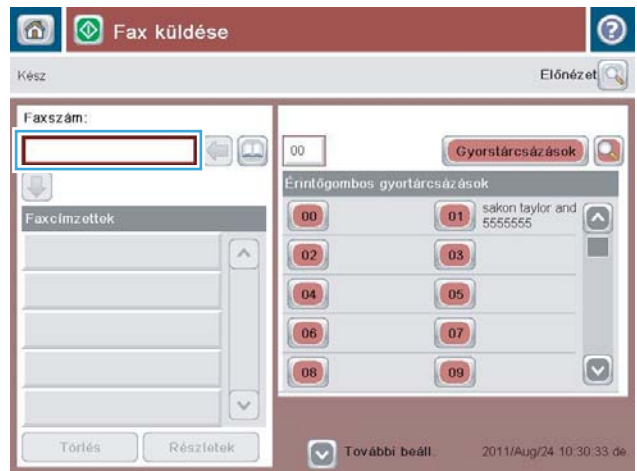 Fax küldése
Kész
Előnézet
Faxszám:
00
Gyorstárcsázások
Érintőgombos gyortárcsázások
Faxcímzettek
00
01
sakon taylor and
5555555
02
03
04
05
06
07
08
09
Törlés
Részletek
További beáll.
2011/Aug/24 10:30:33 de.